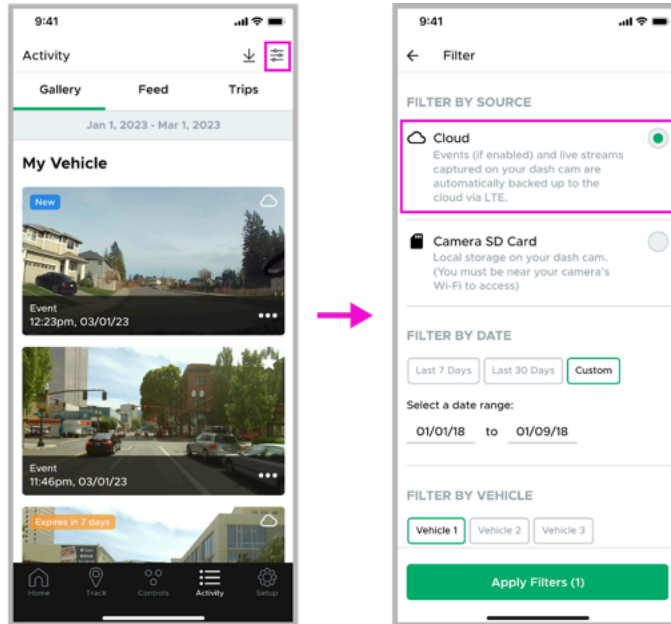 9:41
Activity
Gallery Feed Trips
Jan 1, 2023 - Mar 1, 2023
My Vehicle
New
Event
12:23pm, 03/01/23
Event
11:46pm, 03/01/23
Expires in 7 days
Home Track Controls Activity Setup
9:41
Filter
FILTER BY SOURCE
Cloud
Events (if enabled) and live streams
captured on your dash cam are
automatically backed up to the
cloud via LTE.
Camera SD Card
Local storage on your dash cam.
(You must be near your camera's
Wi-Fi to access)
FILTER BY DATE
Last 7 Days Last 30 Days Custom
Select a date range:
01/01/18 to 01/09/18
FILTER BY VEHICLE
Vehicle 1 Vehicle 2 Vehicle 3
Apply Filters (1)